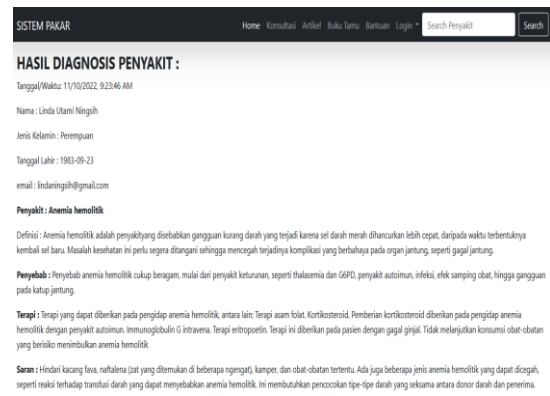 SISTEM PAKAR Home Konsultasi Artikel Buku Tamu Bantuan Login Search Penyakit Search
HASIL DIAGNOSIS PENYAKIT :
Tanggal/Waktu: 11/10/2022, 9:23:46 AM
Nama : Linda Utami Ningsih
Jenis Kelamin : Perempuan
Tanggal Lahir : 1983-09-23
email : lindaningsih@gmail.com
Penyakit : Anemia hemolitik
Definisi : Anemia hemolitik adalah penyakityang disebabkan gangguan kurang darah yang terjadi karena sel darah merah dihancurkan lebih cepat, daripada waktu terbentuknya
kembali sel baru. Masalah kesehatan ini perlu segera ditangani sehingga mencegah terjadinya komplikasi yang berbahaya pada organ jantung, seperti gagal jantung.
Penyebab : Penyebab anemia hemolitik cukup beragam, mulai dari penyakit keturunan, seperti thalasemia dan G6PD, penyakit autoimun, infeksi, efek samping obat, hingga gangguan
pada katup jantung.
Terapi : Terapi yang dapat diberikan pada pengidap anemia hemolitik, antara lain: Terapi asam folat. Kortikosteroid. Pemberian kortikosteroid diberikan pada pengidap anemia
hemolitik dengan penyakit autoimun. Immunoglobulin G intravena. Terapi eritropoetin. Terapi ini diberikan pada pasien dengan gagal ginjal. Tidak melanjutkan konsumsi obat-obatan
yang berisiko menimbulkan anemia hemolitik
Saran : Hindari kacang fava, naftalena (zat yang ditemukan di beberapa ngengat), kamper, dan obat-obatan tertentu. Ada juga beberapa jenis anemia hemolitik yang dapat dicegah,
seperti reaksi terhadap transfusi darah yang dapat menyebabkan anemia hemolitik. Ini membutuhkan pencocokan tipe-tipe darah yang seksama antara donor darah dan penerima.